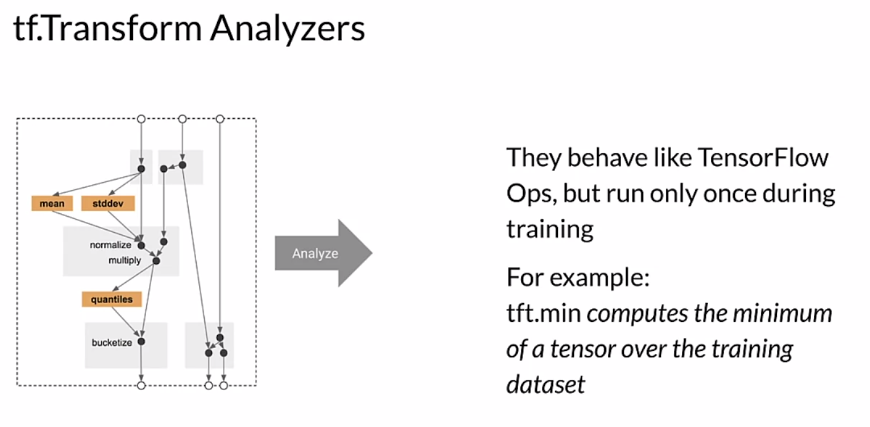 tf.Transform Analyzers
mean
stddev
normalize
multiply
quantiles
bucketize
Analyze
They behave like TensorFlow
Ops, but run only once during
training
For example:
tft.min computes the minimum
of a tensor over the training
dataset